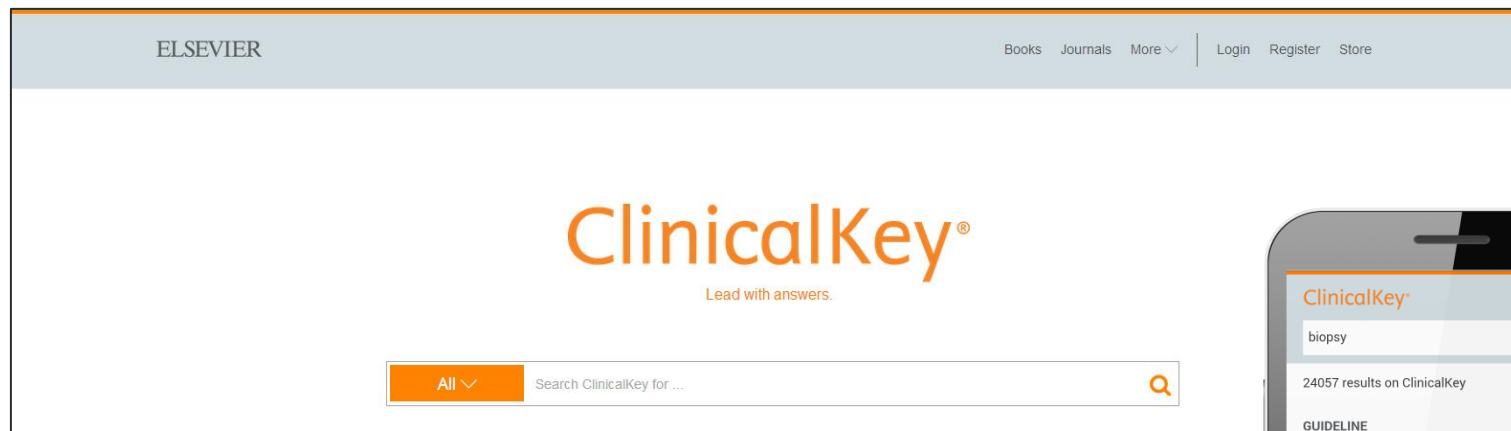 ELSEVIER
Books Journals More Login Register Store
ClinicalKey®
Lead with answers.
All Search ClinicalKey for ...
ClinicalKey®
biopsy
24057 results on ClinicalKey
GUIDELINE